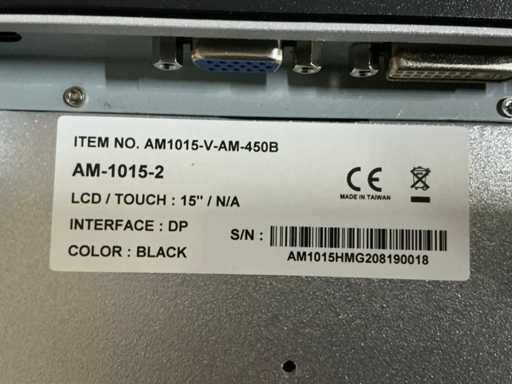 ITEM NO. AM1015-V-AM-450B
AM-1015-2
LCD / TOUCH : 15" / N/A
INTERFACE : DP
COLOR : BLACK
CE
MADE IN TAIWAN
S/N :
AM1015HMG208190018